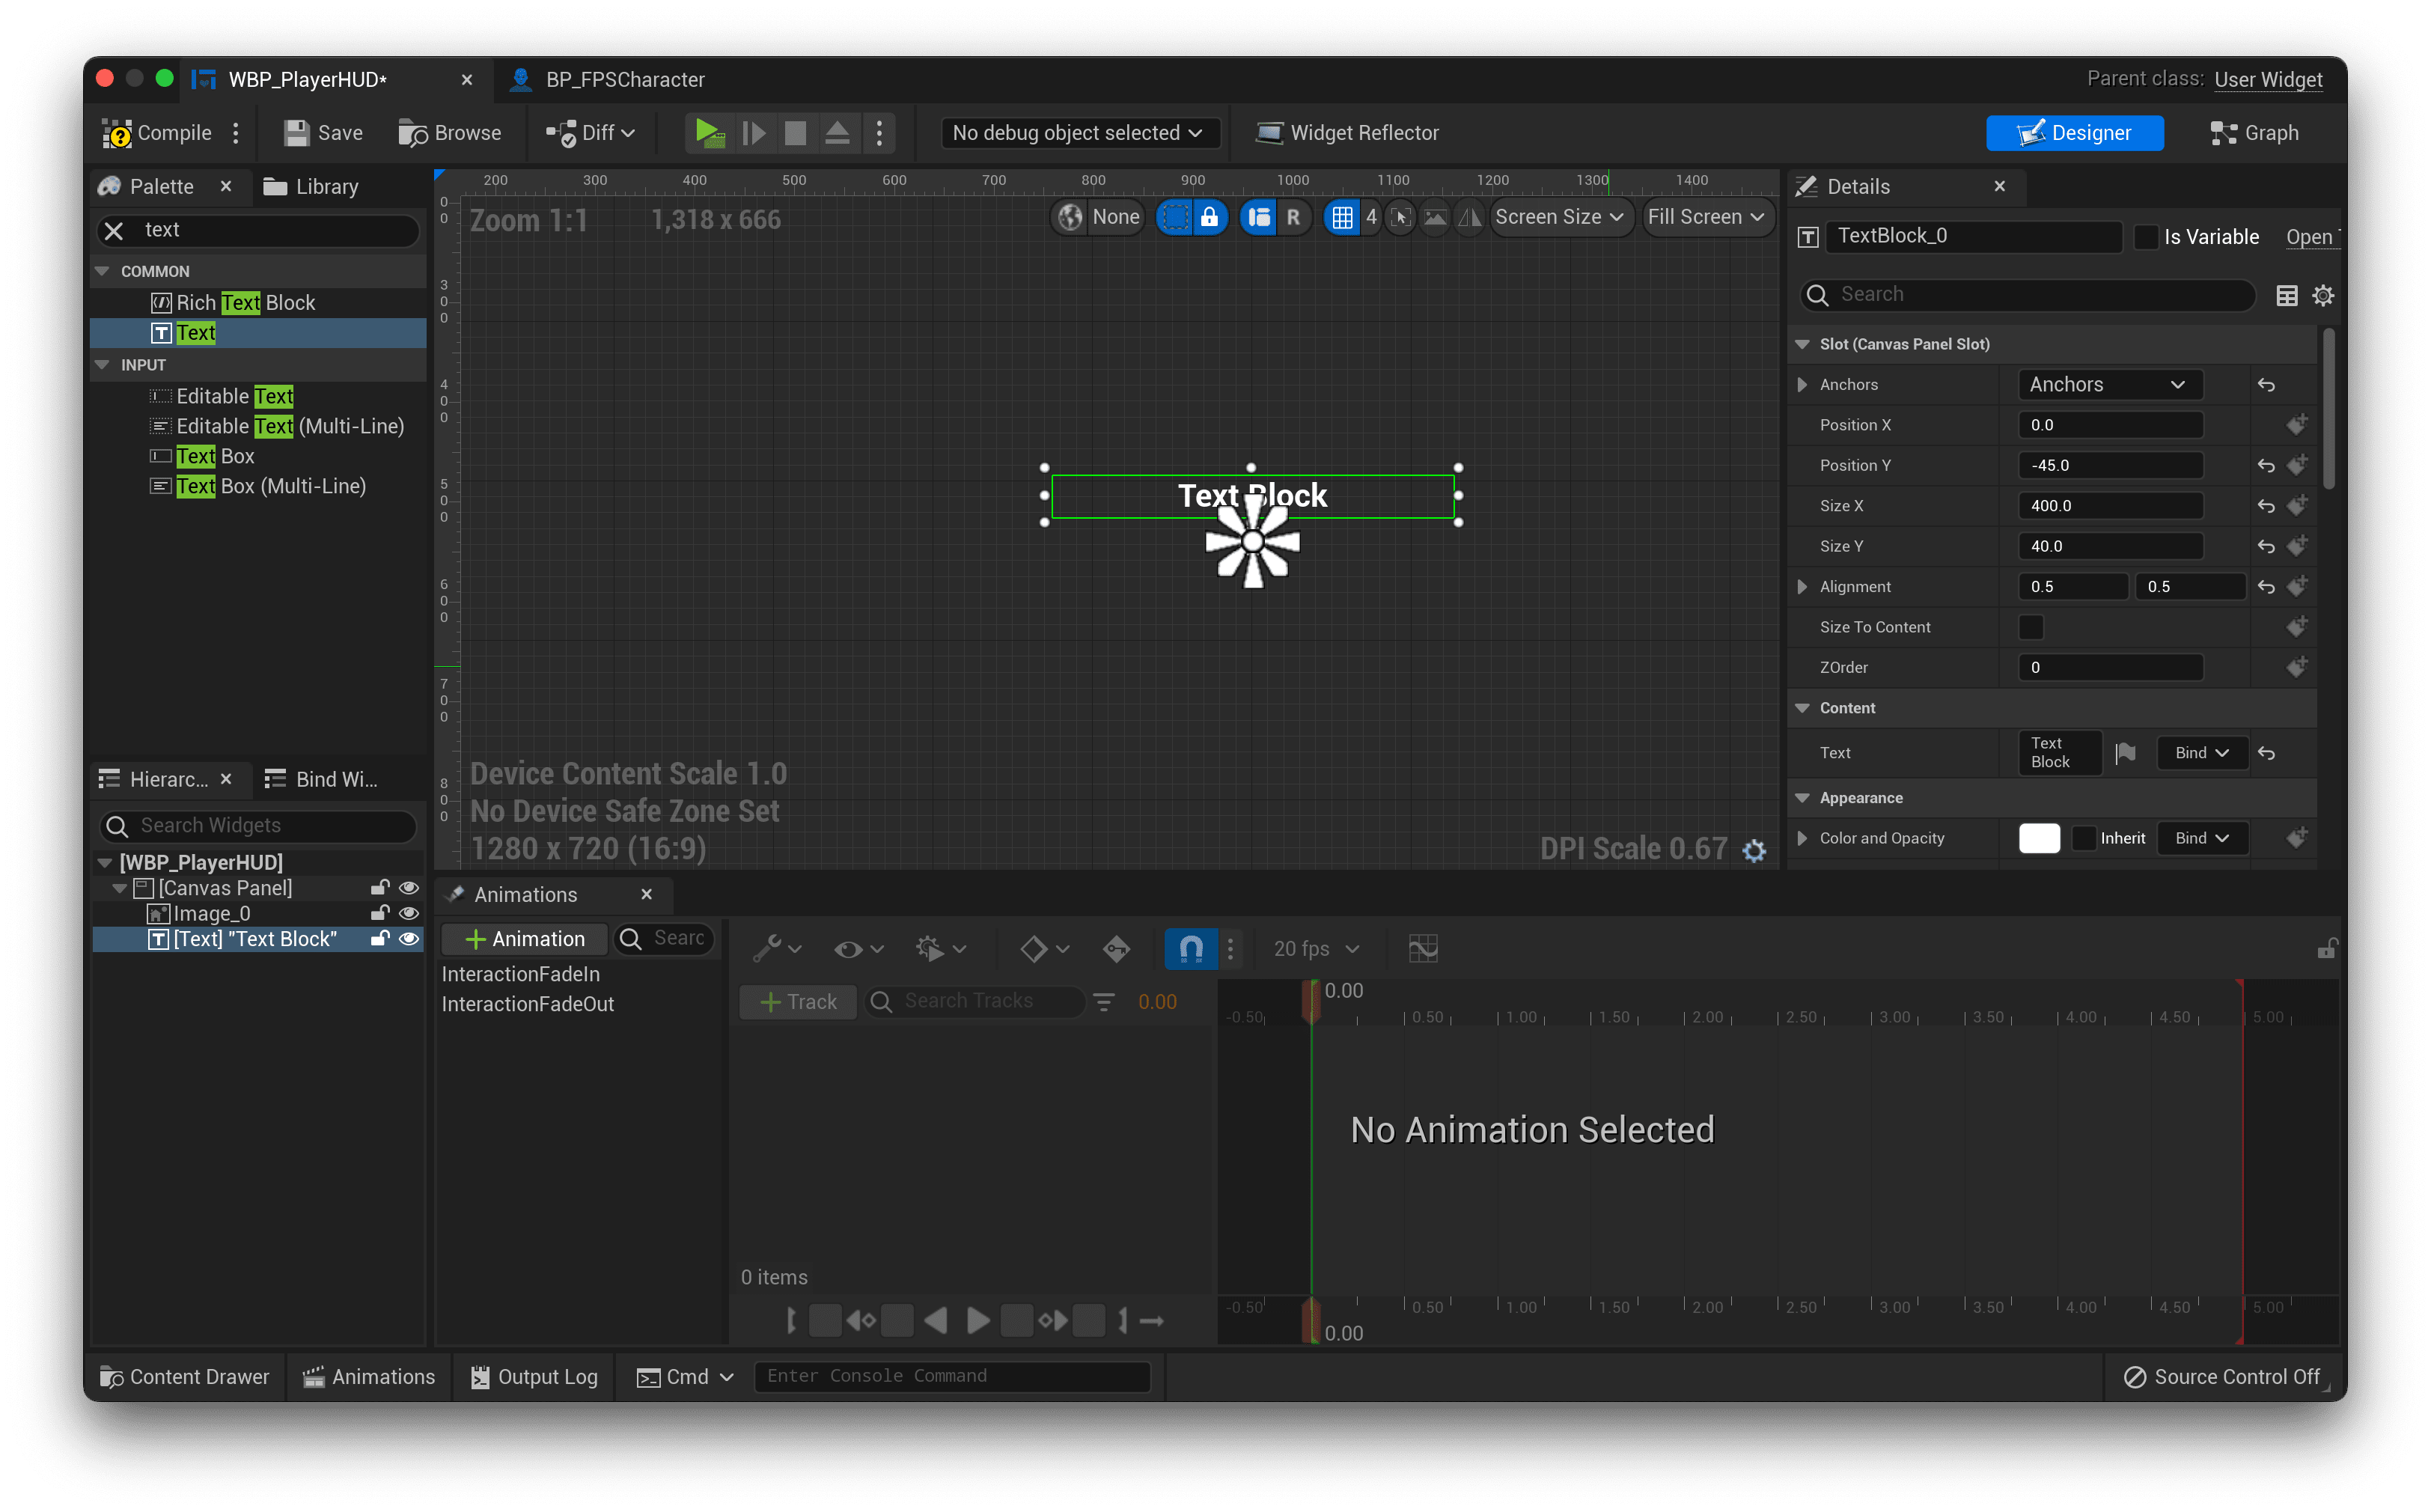 WBP_PlayerHUD*
BP_FPSCharacter
Parent class: User Widget
Compile
Save
Browse
Diff
No debug object selected
Widget Reflector
Designer
Graph
Palette
Library
text
COMMON
Rich Text Block
Text
INPUT
Editable Text
Editable Text (Multi-Line)
Text Box
Text Box (Multi-Line)
Hierarc...
Bind Wi...
Search Widgets
[WBP_PlayerHUD]
[Canvas Panel]
Image_0
[Text] "Text Block"
200 300 400 500 600 700 800 900 1000 1100 1200 1300 1400
0
300
400
500
600
700
800
Zoom 1:1
1,318 x 666
None
R
4
Screen Size
Fill Screen
Text Block
Device Content Scale 1.0
No Device Safe Zone Set
1280 x 720 (16:9)
DPI Scale 0.67
Details
TextBlock_0
Is Variable
Open
Search
Slot (Canvas Panel Slot)
Anchors
Anchors
Position X
0.0
Position Y
-45.0
Size X
400.0
Size Y
40.0
Alignment
0.5
0.5
Size To Content
ZOrder
0
Content
Text
Text
Block
Bind
Appearance
Color and Opacity
Inherit
Bind
Animations
Animation
Searc
InteractionFadeIn
InteractionFadeOut
20 fps
Track
Search Tracks
0.00
0.00
-0.50 0.50 1.00 1.50 2.00 2.50 3.00 3.50 4.00 4.50 5.00
No Animation Selected
0 items
-0.50 0.50 1.00 1.50 2.00 2.50 3.00 3.50 4.00 4.50 5.00
0.00
Content Drawer
Animations
Output Log
Cmd
Enter Console Command
Source Control Off